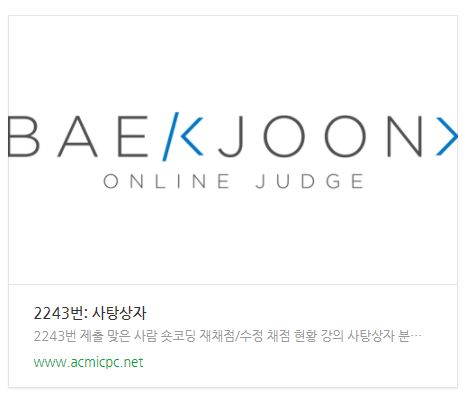 BAEKJOON
ONLINE JUDGE
2243번: 사탕상자
2243번 제출 맞은 사람 숏코딩 재채점/수정 채점 현황 강의 사탕상자 분…
www.acmicpc.net